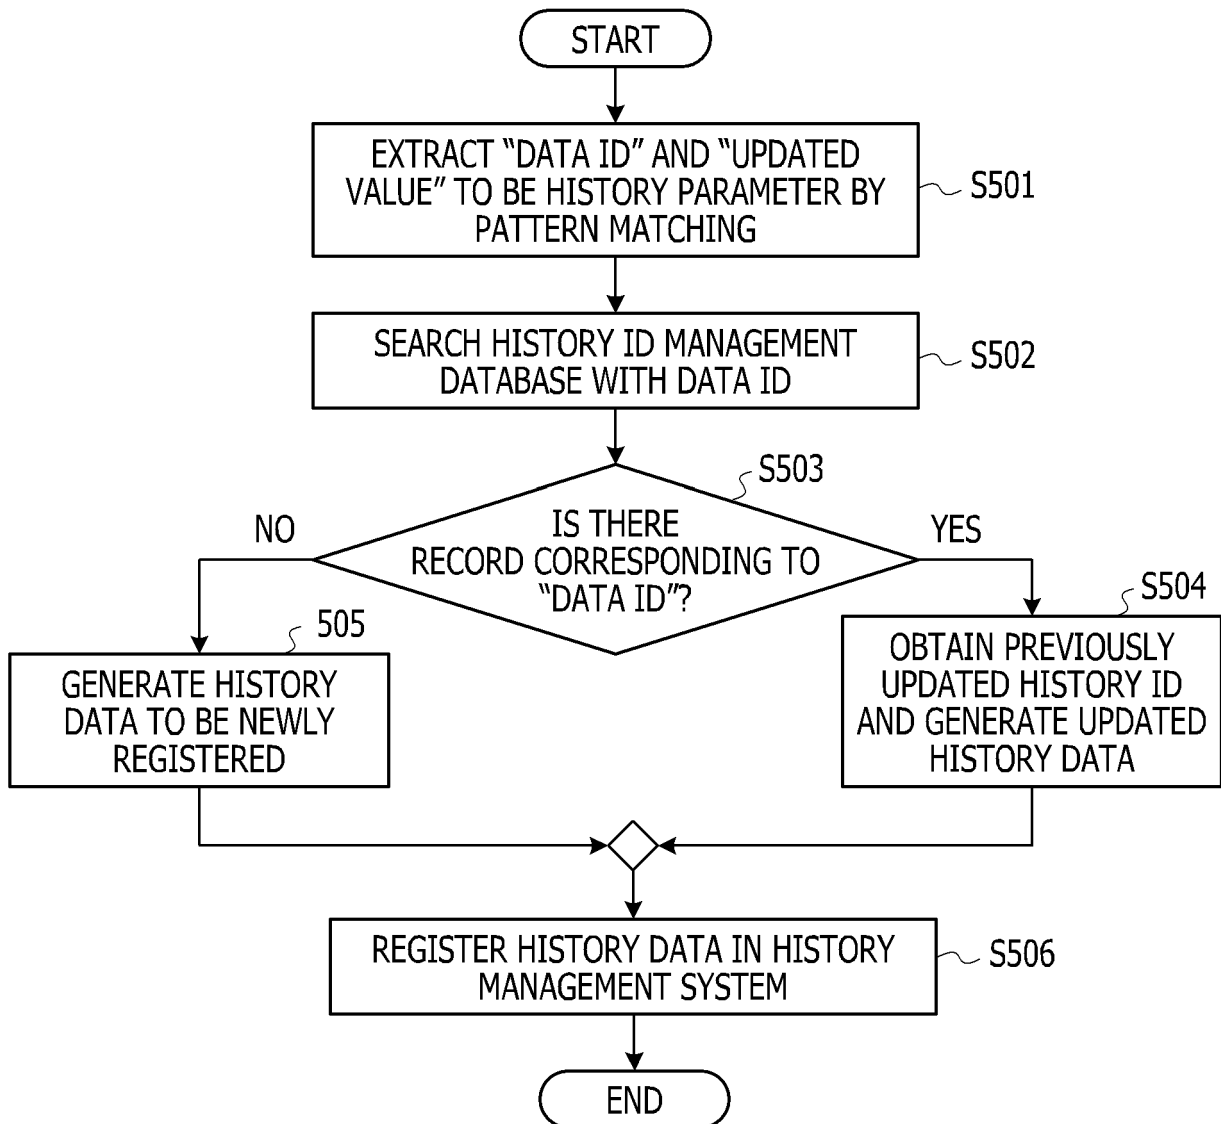 START
EXTRACT “DATA ID” AND “UPDATED
VALUE” TO BE HISTORY PARAMETER BY
PATTERN MATCHING
S501
SEARCH HISTORY ID MANAGEMENT
DATABASE WITH DATA ID
S502
S503
IS THERE
RECORD CORRESPONDING TO
“DATA ID”?
NO
YES
505
GENERATE HISTORY
DATA TO BE NEWLY
REGISTERED
S504
OBTAIN PREVIOUSLY
UPDATED HISTORY ID
AND GENERATE UPDATED
HISTORY DATA
REGISTER HISTORY DATA IN HISTORY
MANAGEMENT SYSTEM
S506
END